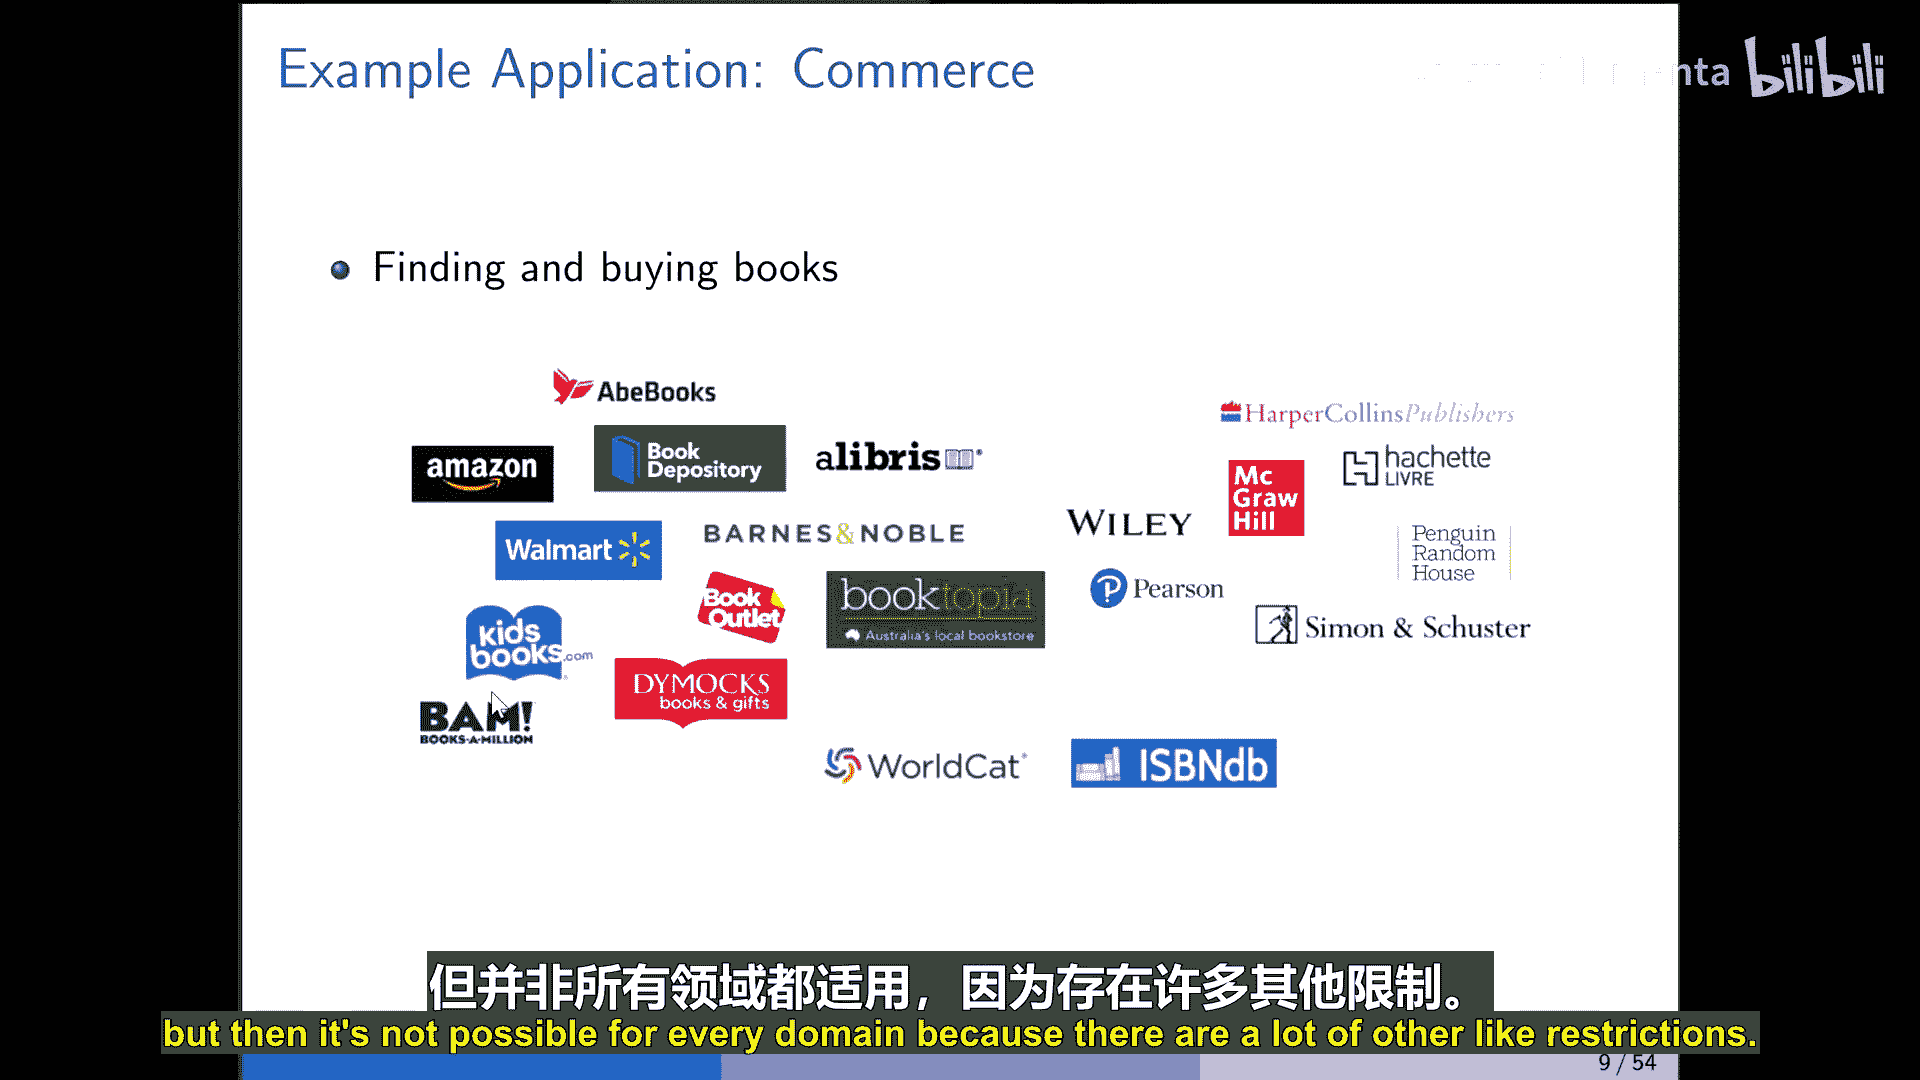 Example Application: Commerce
nta bilibili
Finding and buying books
AbeBooks
HarperCollinsPublishers
amazon
Book
Depository
alibris
Mc
Graw
Hill
hachette
LIVRE
WILEY
Walmart
BARNES&NOBLE
Penguin
Random
House
Book
Outlet
booktopia
Australia's local bookstore
Pearson
kids
books.com
Simon & Schuster
DYMOCKS
books & gifts
BAM!
BOOKS-A-MILLION
WorldCat
ISBNdb
但并非所有领域都适用，因为存在许多其他限制。
but then it's not possible for every domain because there are a lot of other like restrictions.
9 / 54